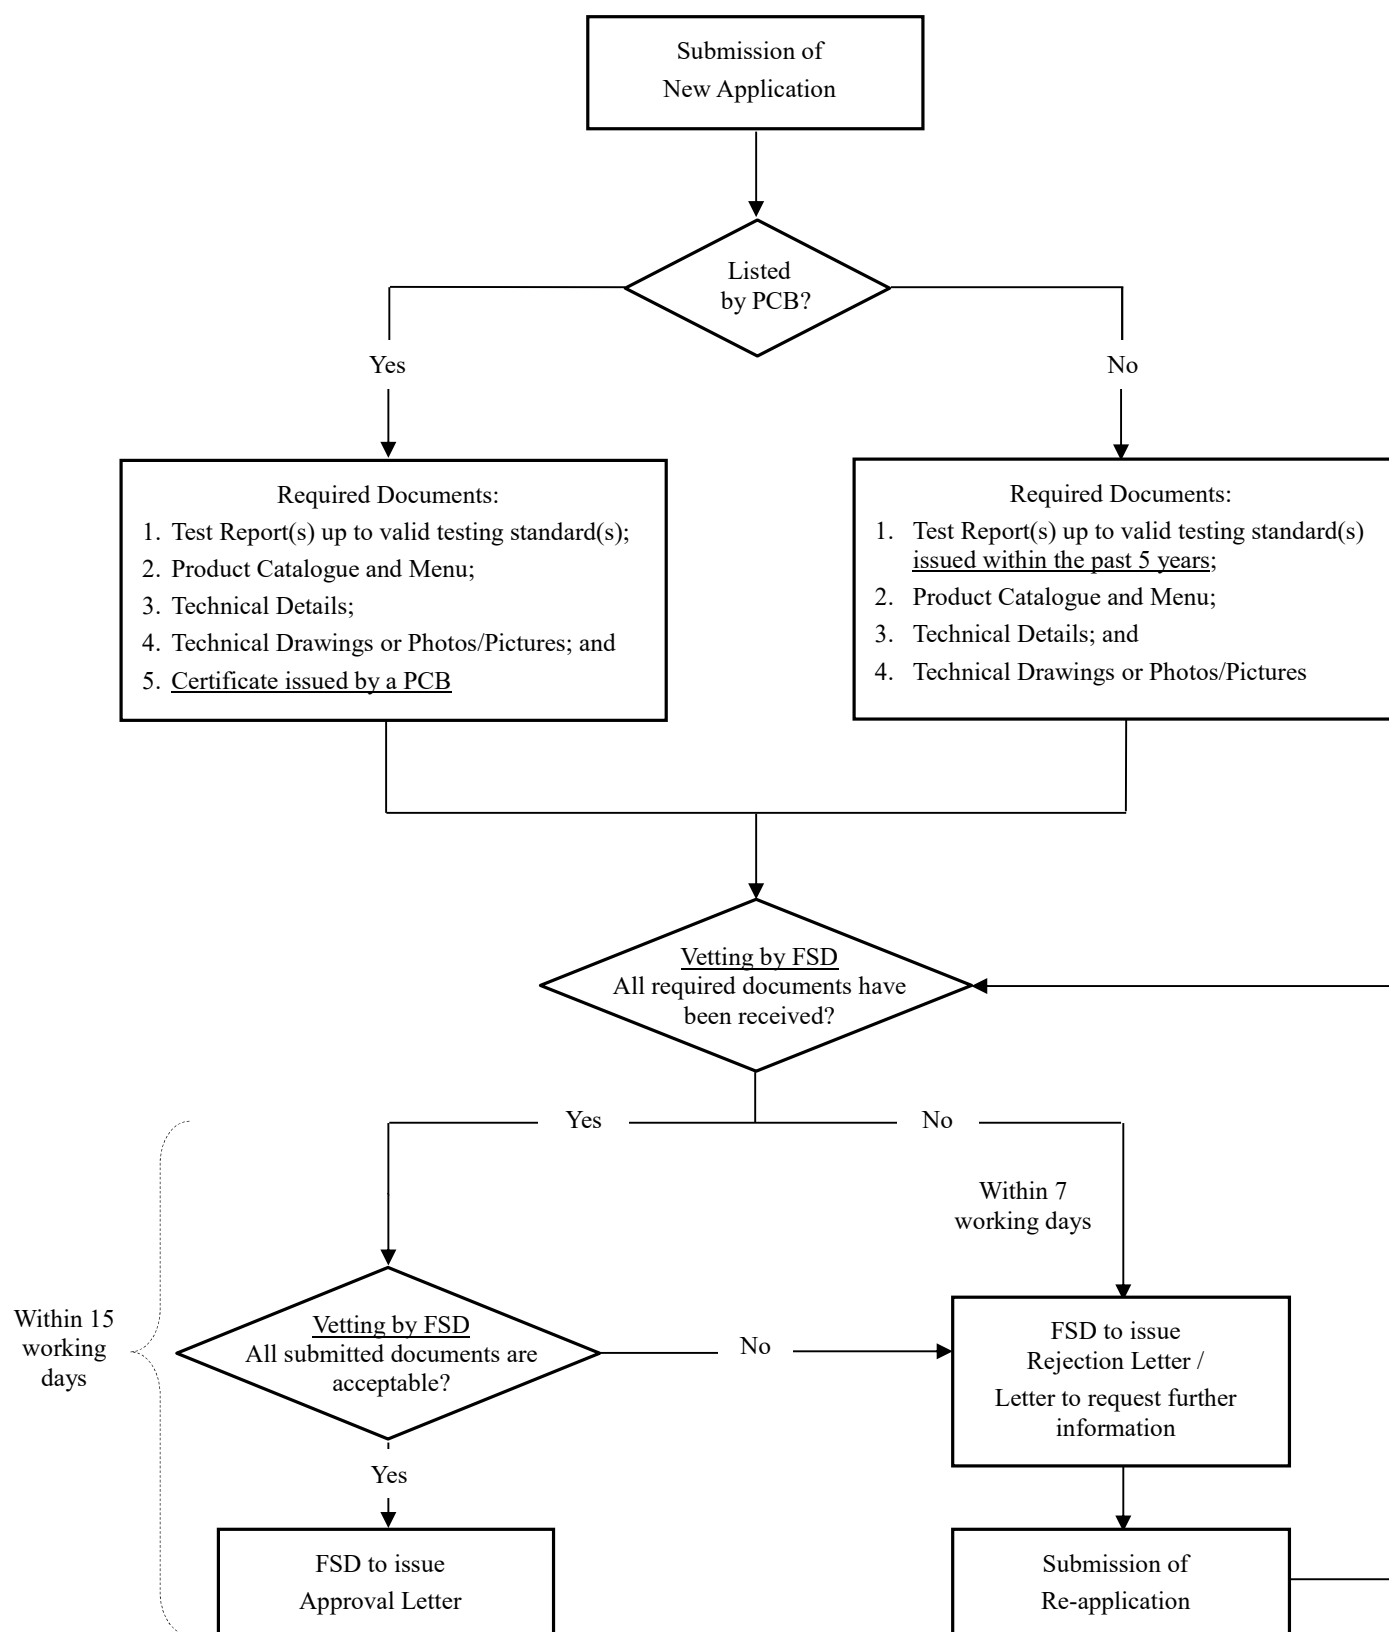 Submission of
New Application
Listed
by PCB?
Yes
No
Required Documents:
1. Test Report(s) up to valid testing standard(s);
2. Product Catalogue and Menu;
3. Technical Details;
4. Technical Drawings or Photos/Pictures; and
5. Certificate issued by a PCB
Required Documents:
1. Test Report(s) up to valid testing standard(s)
issued within the past 5 years;
2. Product Catalogue and Menu;
3. Technical Details; and
4. Technical Drawings or Photos/Pictures
Vetting by FSD
All required documents have
been received?
Yes
No
Within 7
working days
Within 15
working
days
Vetting by FSD
All submitted documents are
acceptable?
No
FSD to issue
Rejection Letter /
Letter to request further
information
Yes
FSD to issue
Approval Letter
Submission of
Re-application